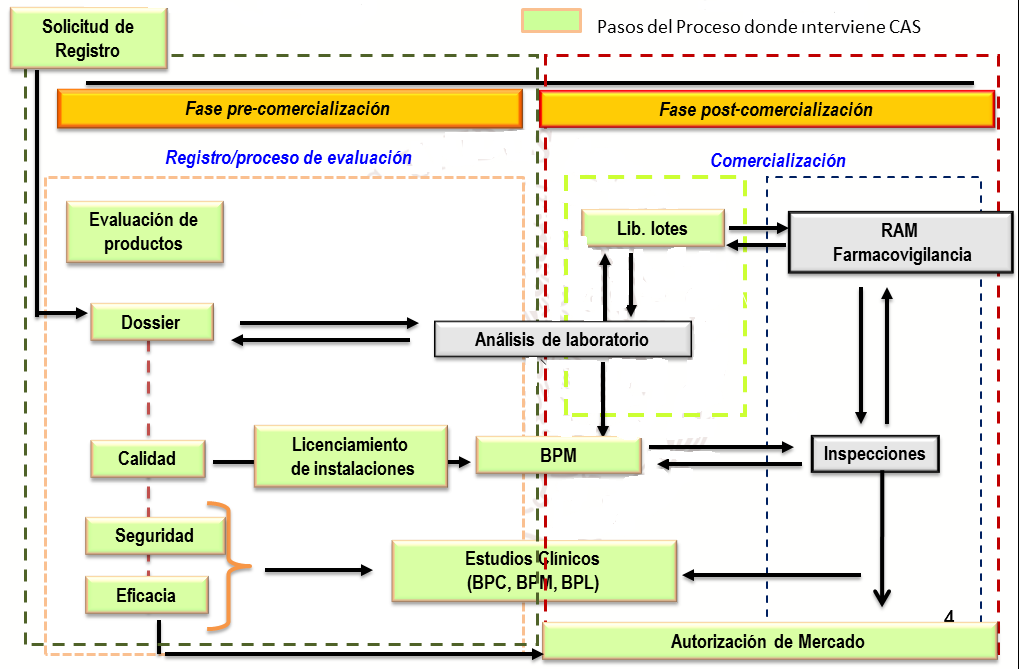 Solicitud de
Registro
Pasos del Proceso donde interviene CAS
Fase pre-comercialización
Fase post-comercialización
Registro/proceso de evaluación
Comercialización
Evaluación de
productos
Lib. lotes
RAM
Farmacovigilancia
Dossier
Análisis de laboratorio
Calidad
Licenciamiento
de instalaciones
BPM
Inspecciones
Seguridad
Estudios Clínicos
(BPC, BPM, BPL)
Eficacia
4
Autorización de Mercado